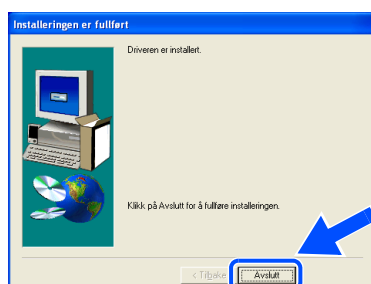 Installeringen er fullført
Driveren er installert.
Klikk på Avslutt for å fullføre installeringen.
< Tilbake
Avslutt